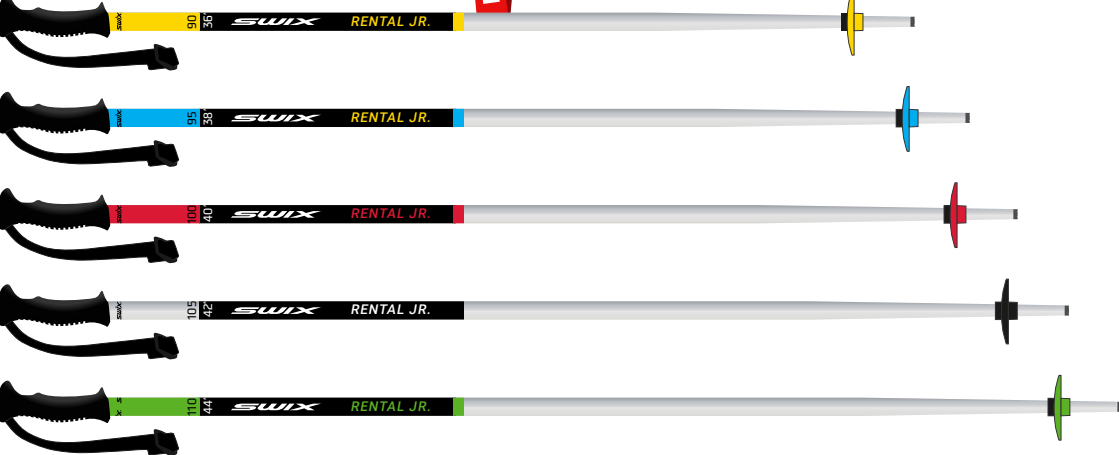 swix 90 36" SWIX RENTAL JR.
swix 95 38" SWIX RENTAL JR.
swix 100 40" SWIX RENTAL JR.
swix 105 42" SWIX RENTAL JR.
110 44" SWIX RENTAL JR.